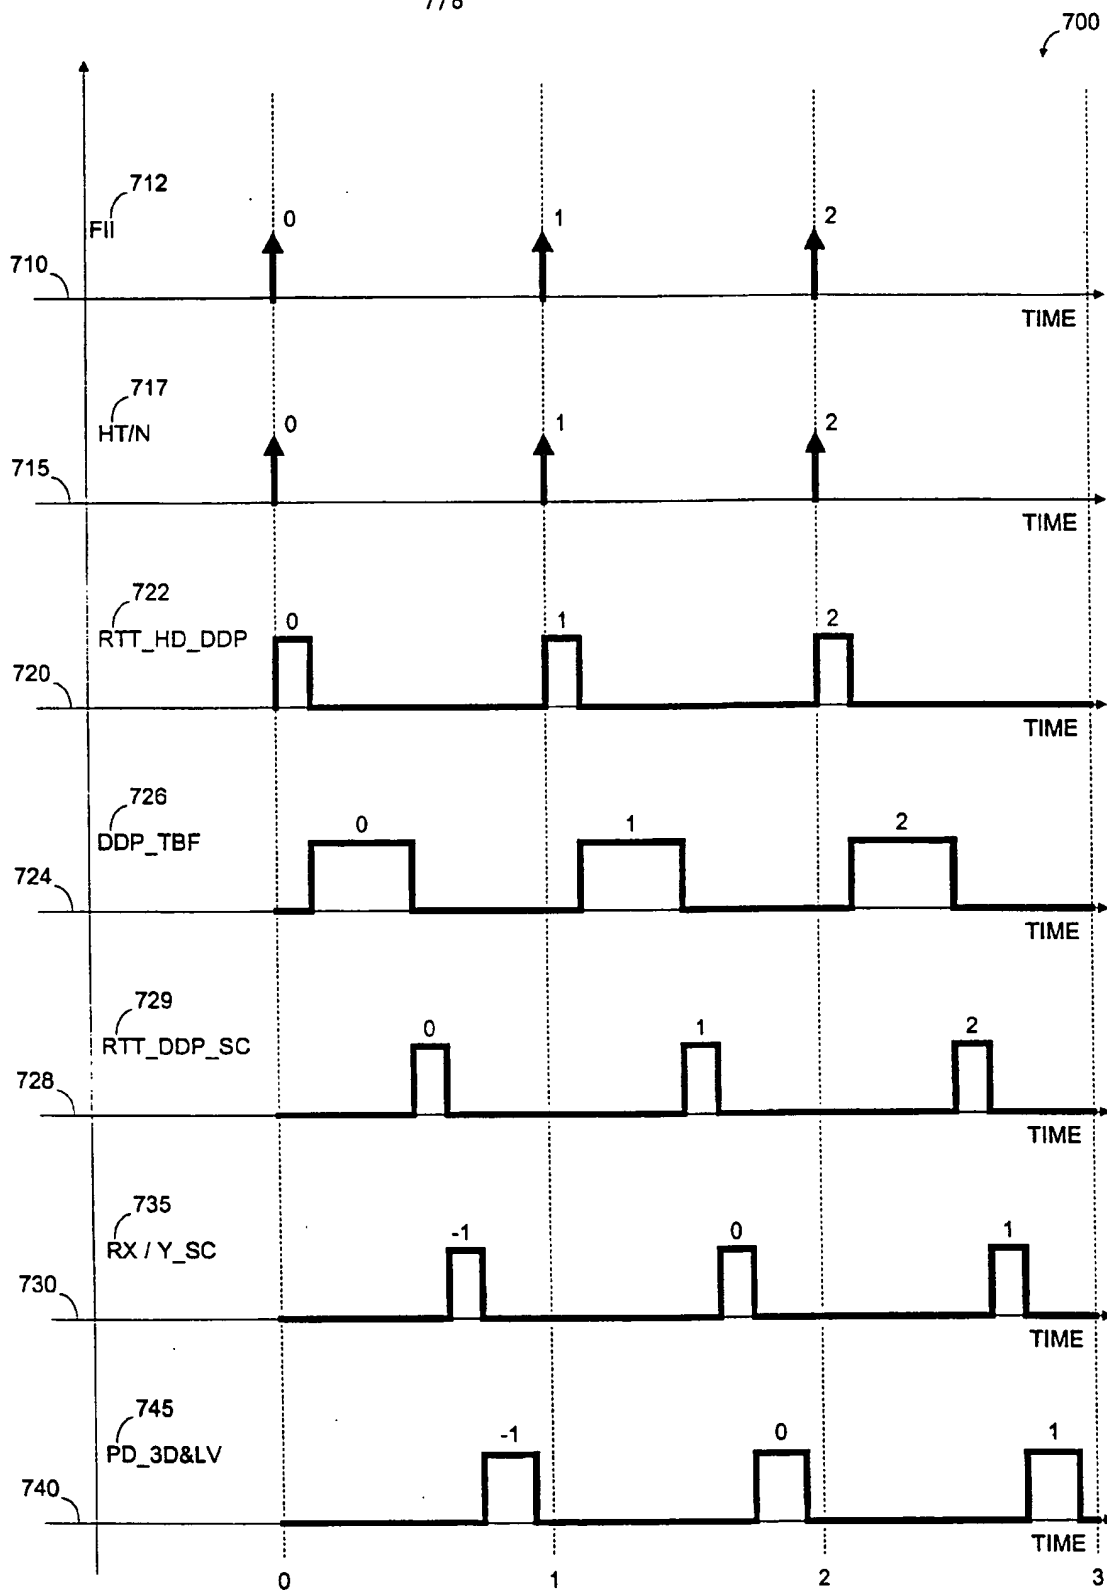 7/8
700
712
FII
0
1
2
710
TIME
717
HT/N
0
1
2
715
TIME
722
RTT_HD_DDP
0
1
2
720
TIME
726
DDP_TBF
0
1
2
724
TIME
729
RTT_DDP_SC
0
1
2
728
TIME
735
RX / Y_SC
-1
0
1
730
TIME
745
PD_3D&LV
-1
0
1
740
TIME
0
1
2
3